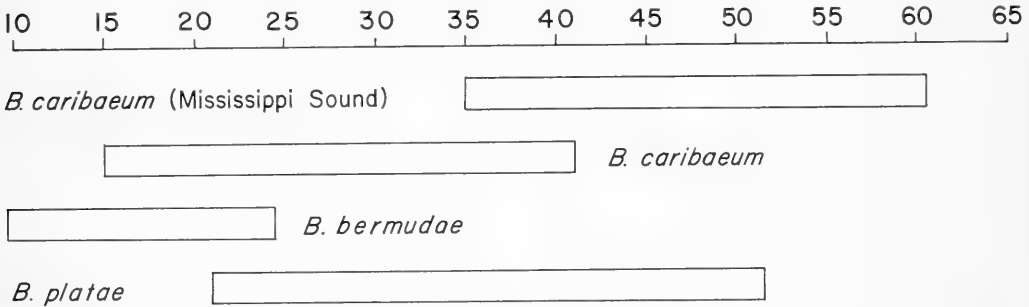 10 15 20 25 30 35 40 45 50 55 60 65
B. caribaeum (Mississippi Sound)
B. caribaeum
B. bermudae
B. platae